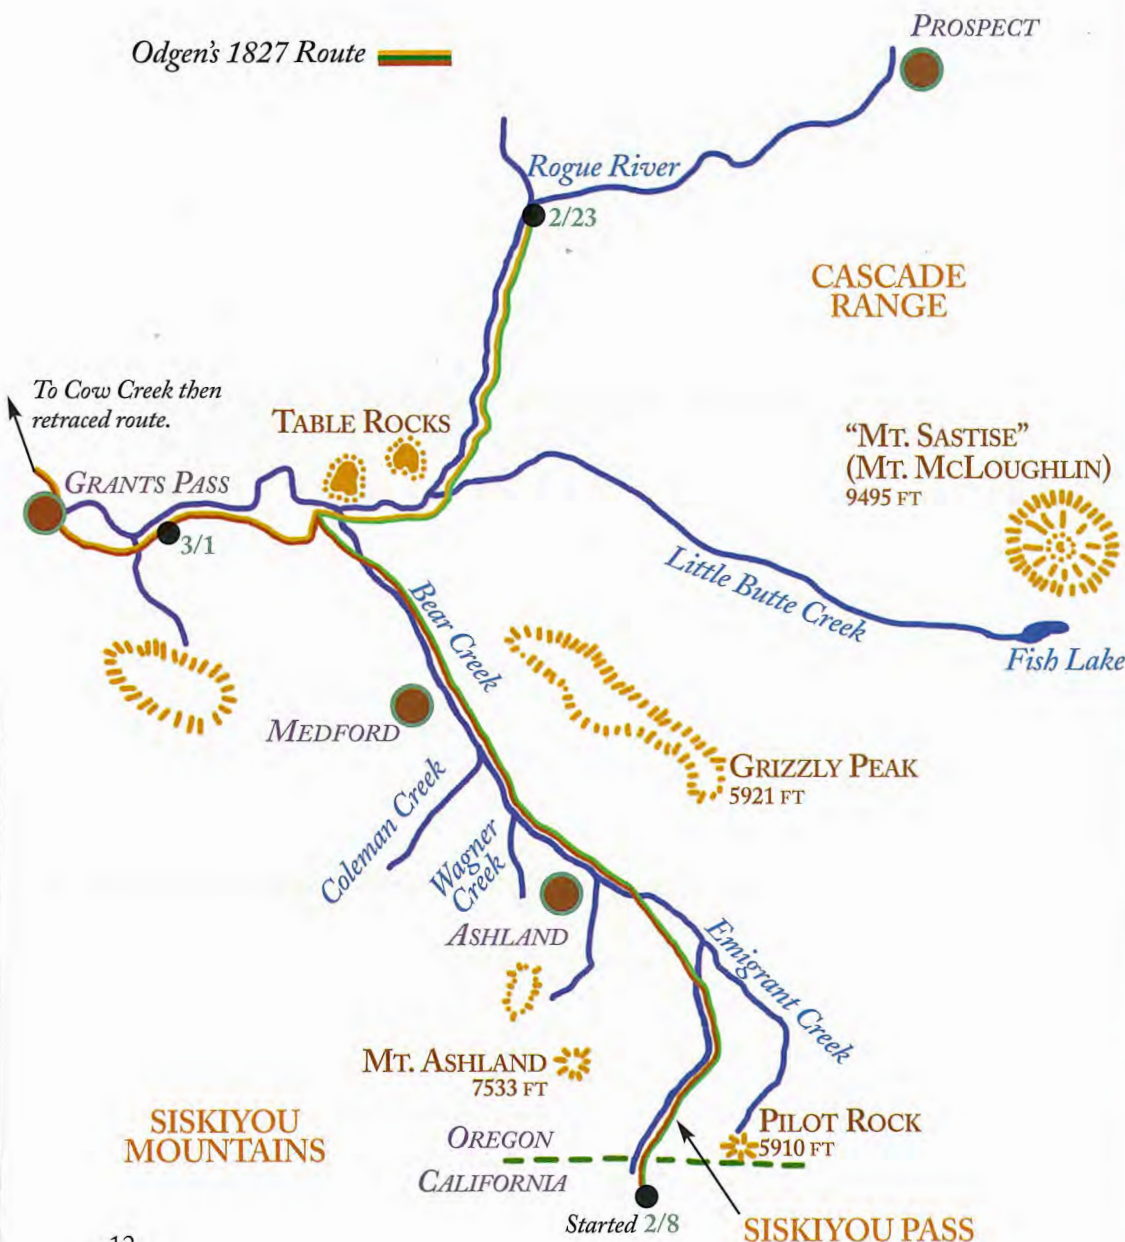 PROSPECT
Odgen's 1827 Route
Rogue River
2/23
CASCADE
RANGE
To Cow Creek then
retraced route.
TABLE ROCKS
"MT. SASTISE"
(MT. MCLOUGHLIN)
9495 FT
GRANTS PASS
3/1
Little Butte Creek
Bear Creek
Fish Lake
MEDFORD
GRIZZLY PEAK
5921 FT
Coleman Creek
Wagner
Creek
ASHLAND
Emigrant Creek
MT. ASHLAND
7533 FT
SISKIYOU
MOUNTAINS
PILOT ROCK
5910 FT
OREGON
CALIFORNIA
Started 2/8
SISKIYOU PASS